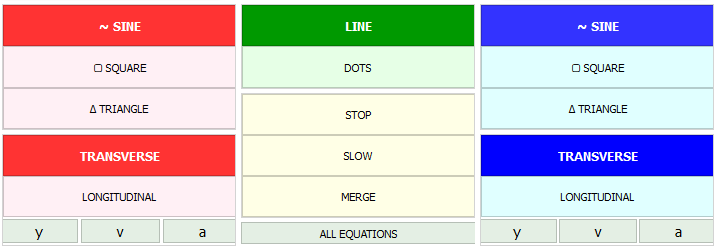 ~ SINE
▢ SQUARE
Δ TRIANGLE
TRANSVERSE
LONGITUDINAL
y v a
LINE
DOTS
STOP
SLOW
MERGE
ALL EQUATIONS
~ SINE
▢ SQUARE
Δ TRIANGLE
TRANSVERSE
LONGITUDINAL
y v a